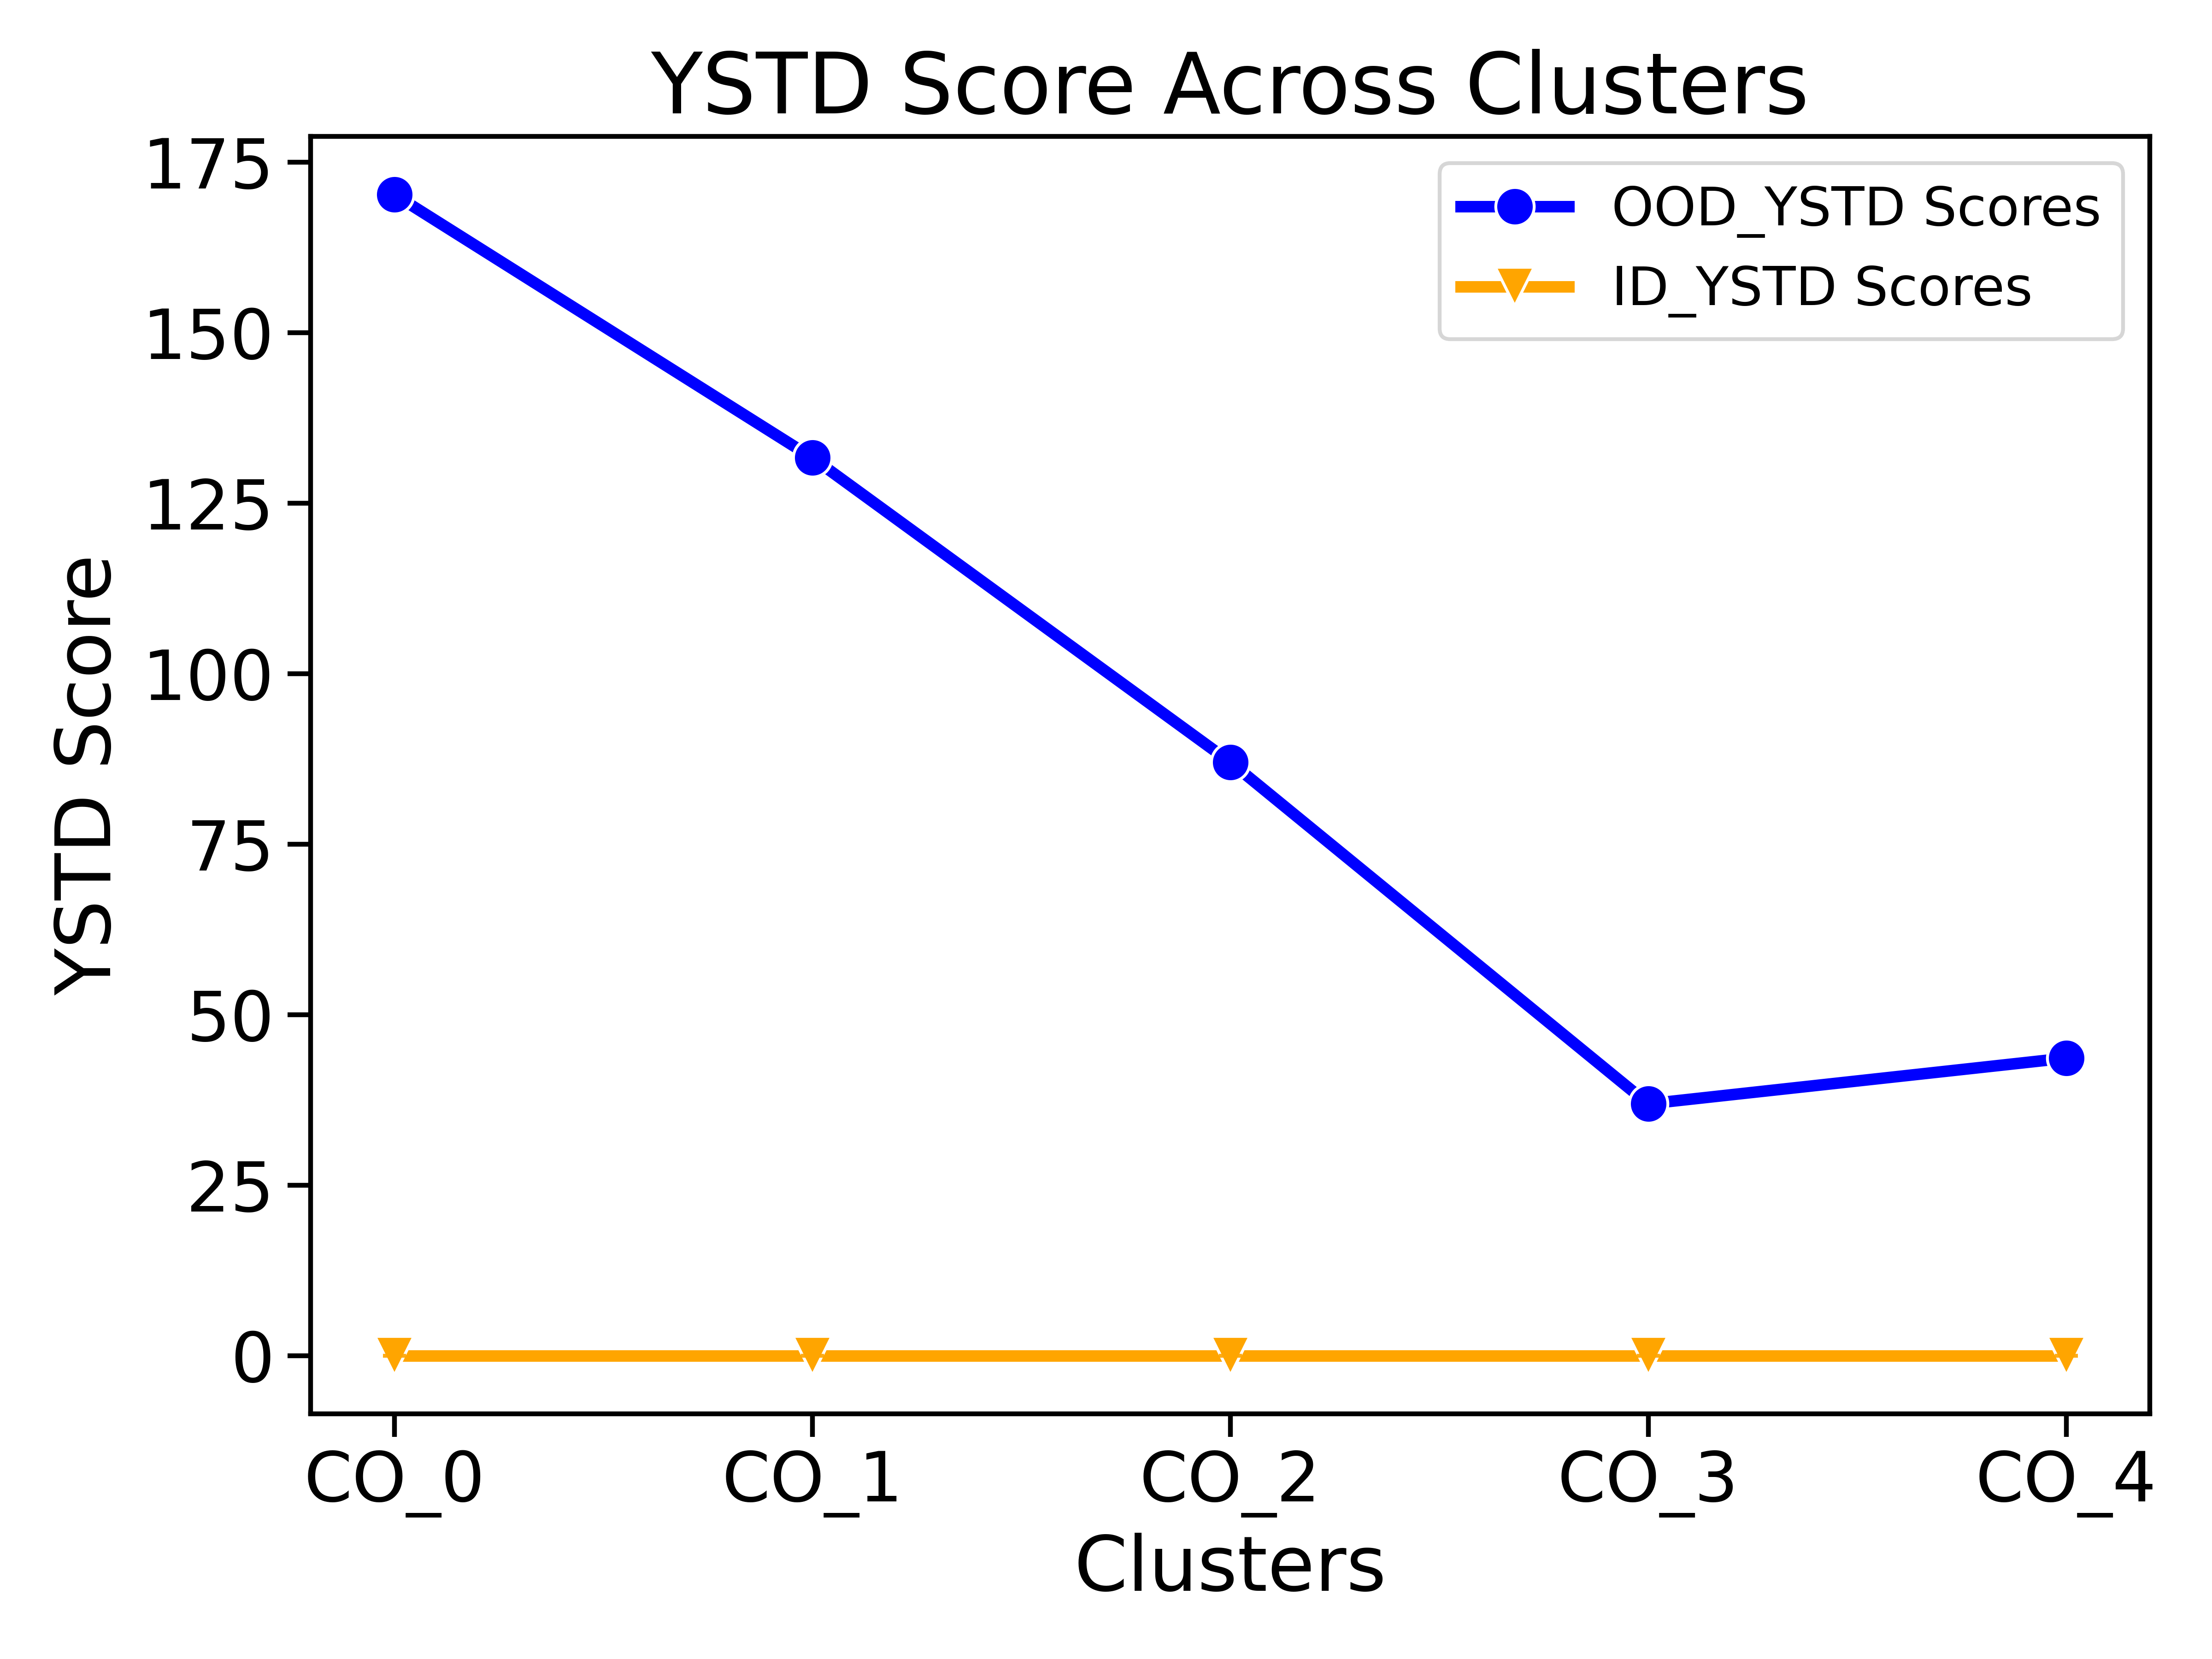 YSTD Score Across Clusters
OOD_YSTD Scores
ID_YSTD Scores
YSTD Score
175
150
125
100
75
50
25
0
CO_0
CO_1
CO_2
CO_3
CO_4
Clusters